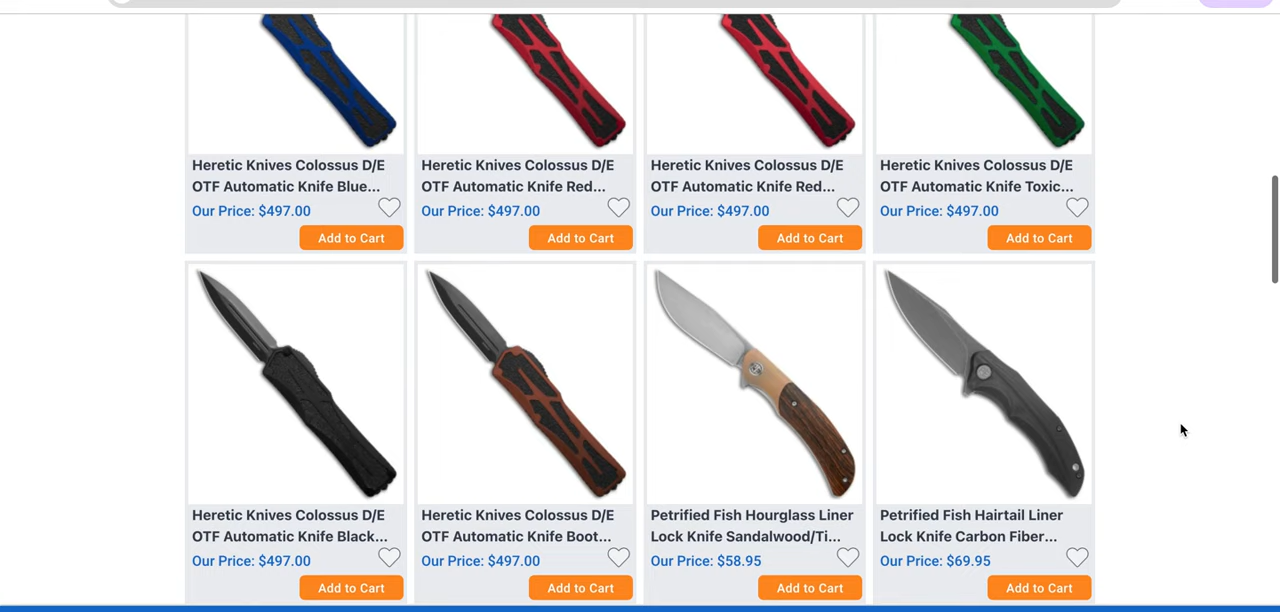 Heretic Knives Colossus D/E
OTF Automatic Knife Blue...
Our Price: $497.00
Add to Cart
Heretic Knives Colossus D/E
OTF Automatic Knife Red...
Our Price: $497.00
Add to Cart
Heretic Knives Colossus D/E
OTF Automatic Knife Red...
Our Price: $497.00
Add to Cart
Heretic Knives Colossus D/E
OTF Automatic Knife Toxic...
Our Price: $497.00
Add to Cart
Heretic Knives Colossus D/E
OTF Automatic Knife Black...
Our Price: $497.00
Add to Cart
Heretic Knives Colossus D/E
OTF Automatic Knife Boot...
Our Price: $497.00
Add to Cart
Petrified Fish Hourglass Liner
Lock Knife Sandalwood/Ti...
Our Price: $58.95
Add to Cart
Petrified Fish Hairtail Liner
Lock Knife Carbon Fiber...
Our Price: $69.95
Add to Cart